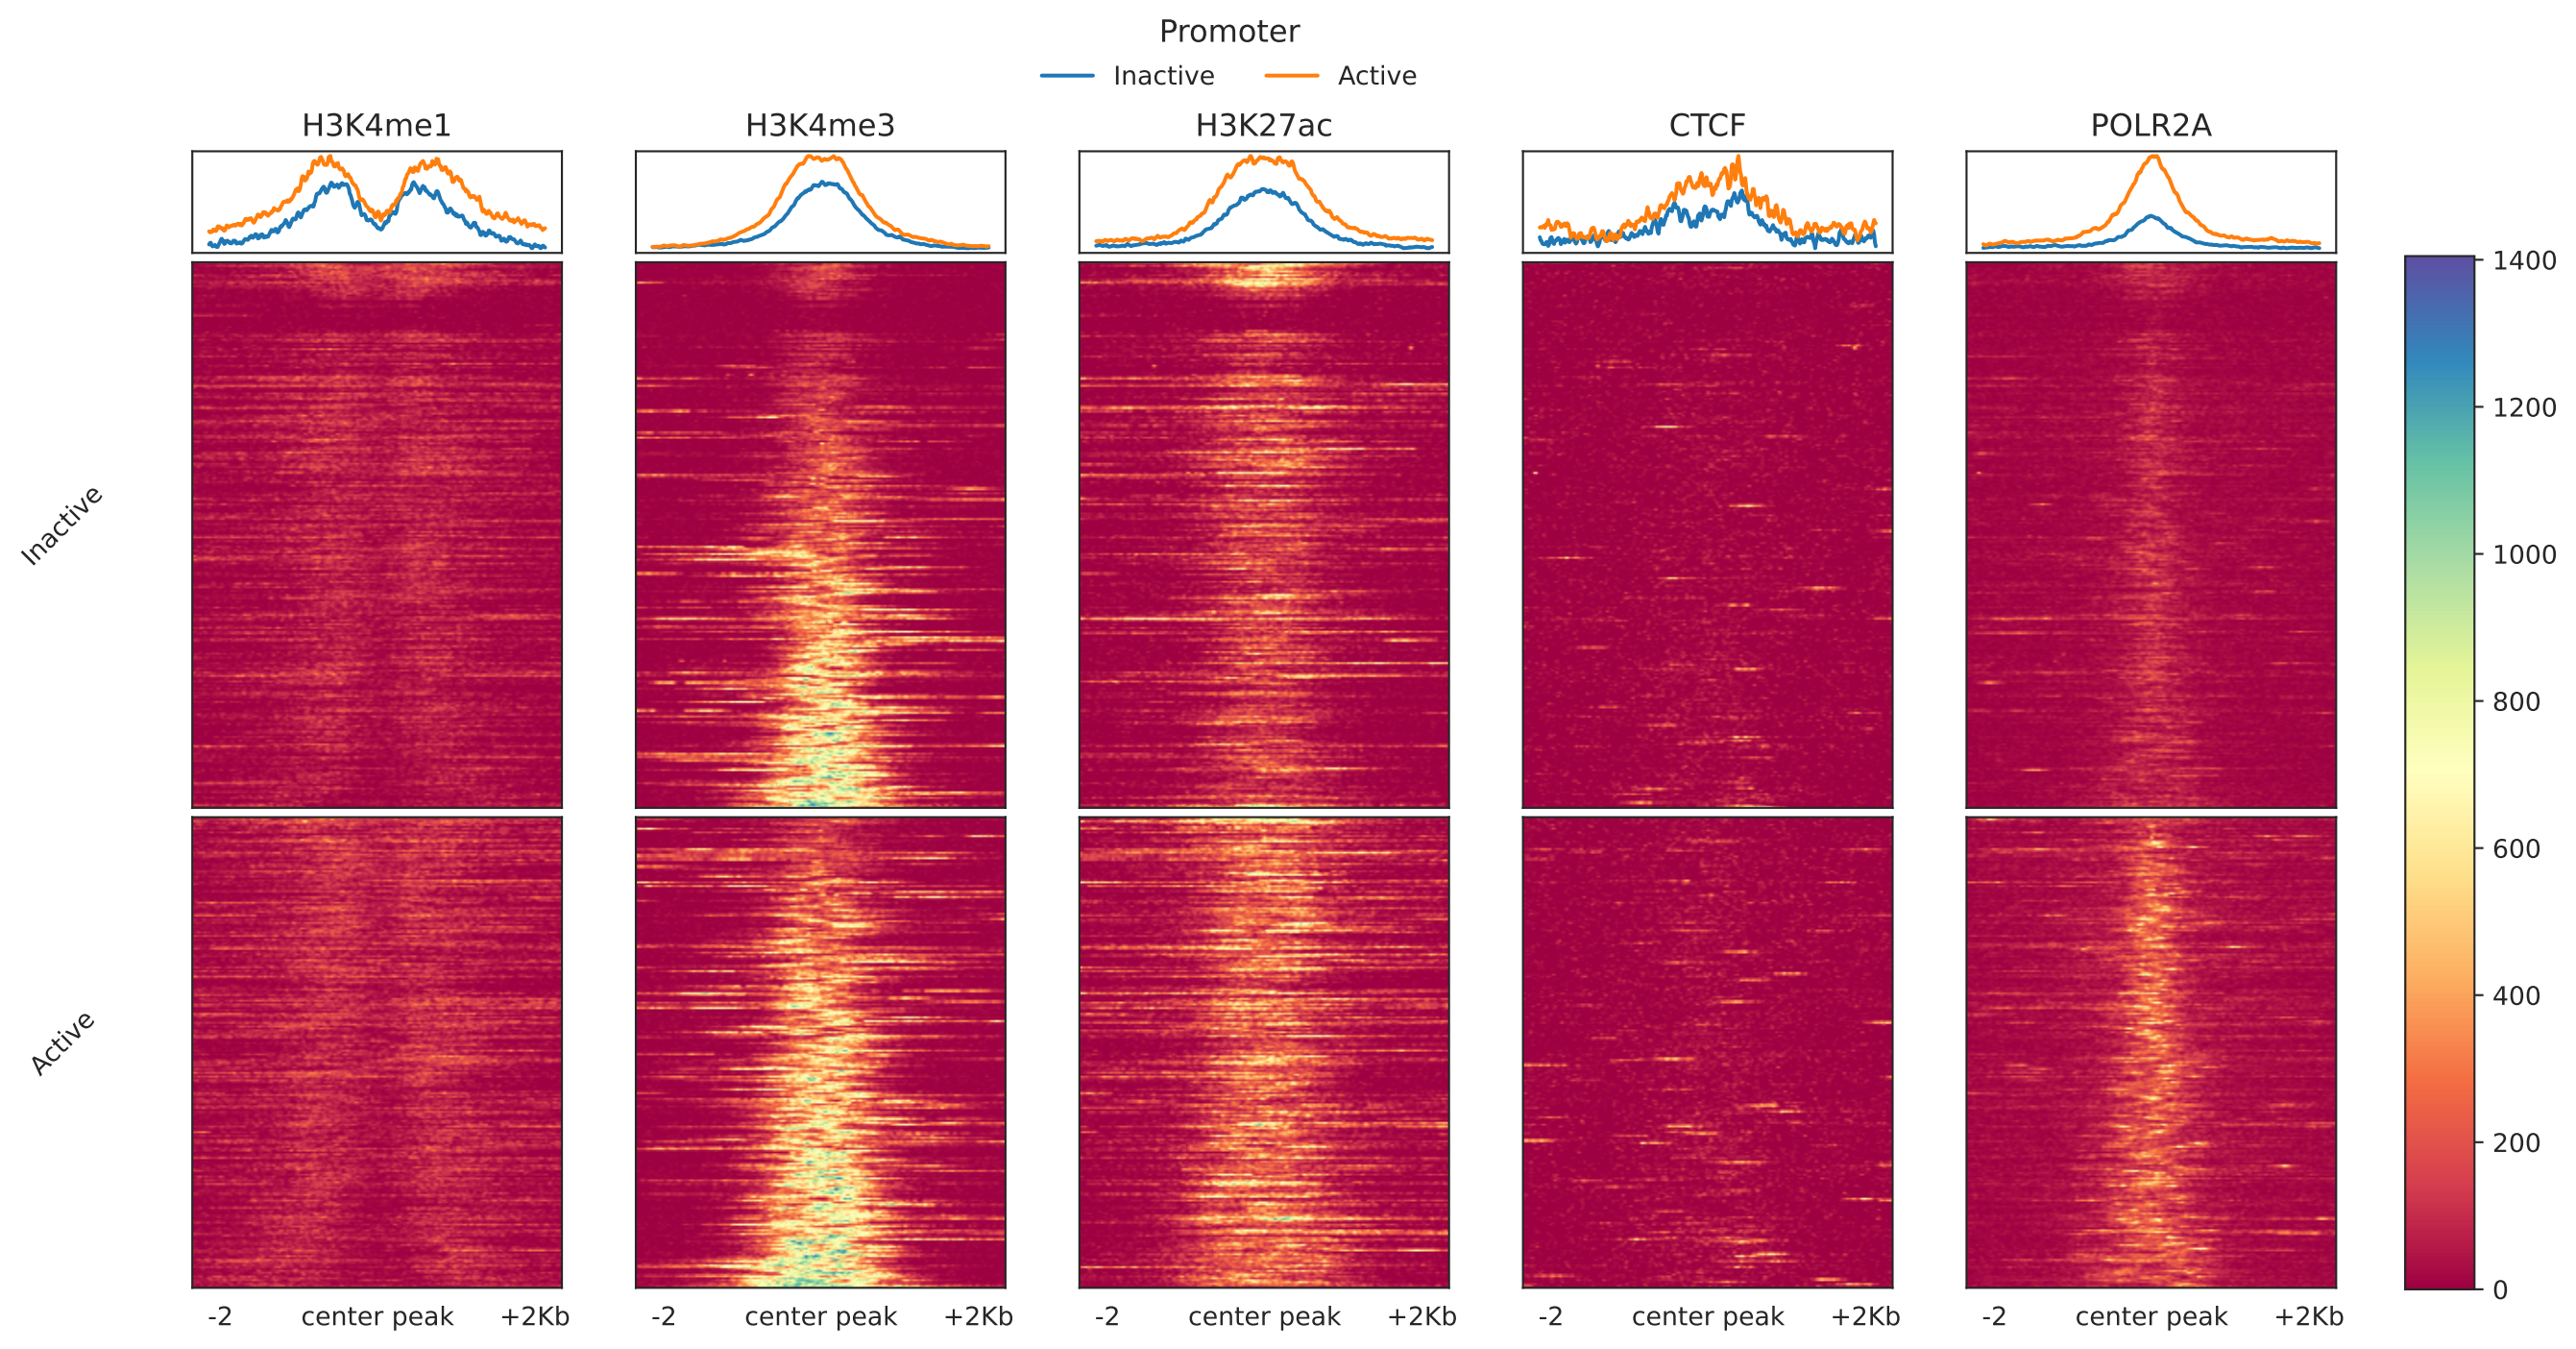 Promoter
Inactive Active
H3K4me1 H3K4me3 H3K27ac CTCF POLR2A
1400
1200
1000
800
600
400
200
0
Inactive
Active
-2 center peak +2Kb -2 center peak +2Kb -2 center peak +2Kb -2 center peak +2Kb -2 center peak +2Kb